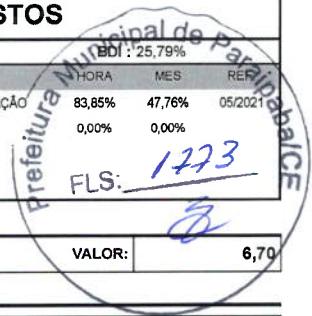 STOS
BDI : 25,79%
HORA MES REF
ÇÃO 83,85% 47,76% 05/2021
0,00% 0,00%
Prefeitura Municipal de Paraipaba/CE
FLS: 1773
VALOR: 6,70